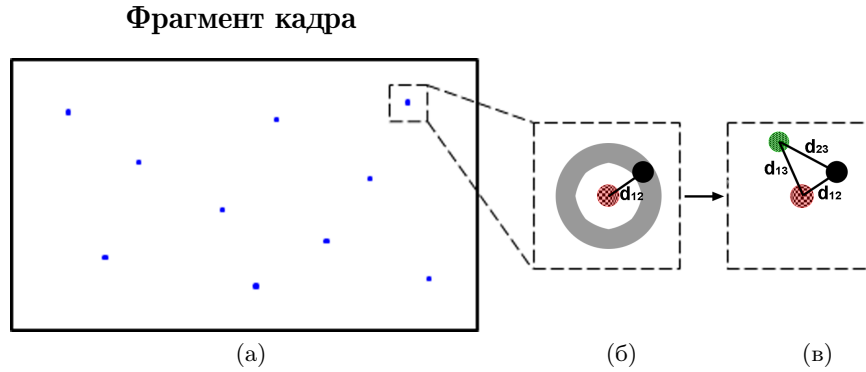 Фрагмент кадра
d12
d23
d13
d12
(а)
(б)
(в)